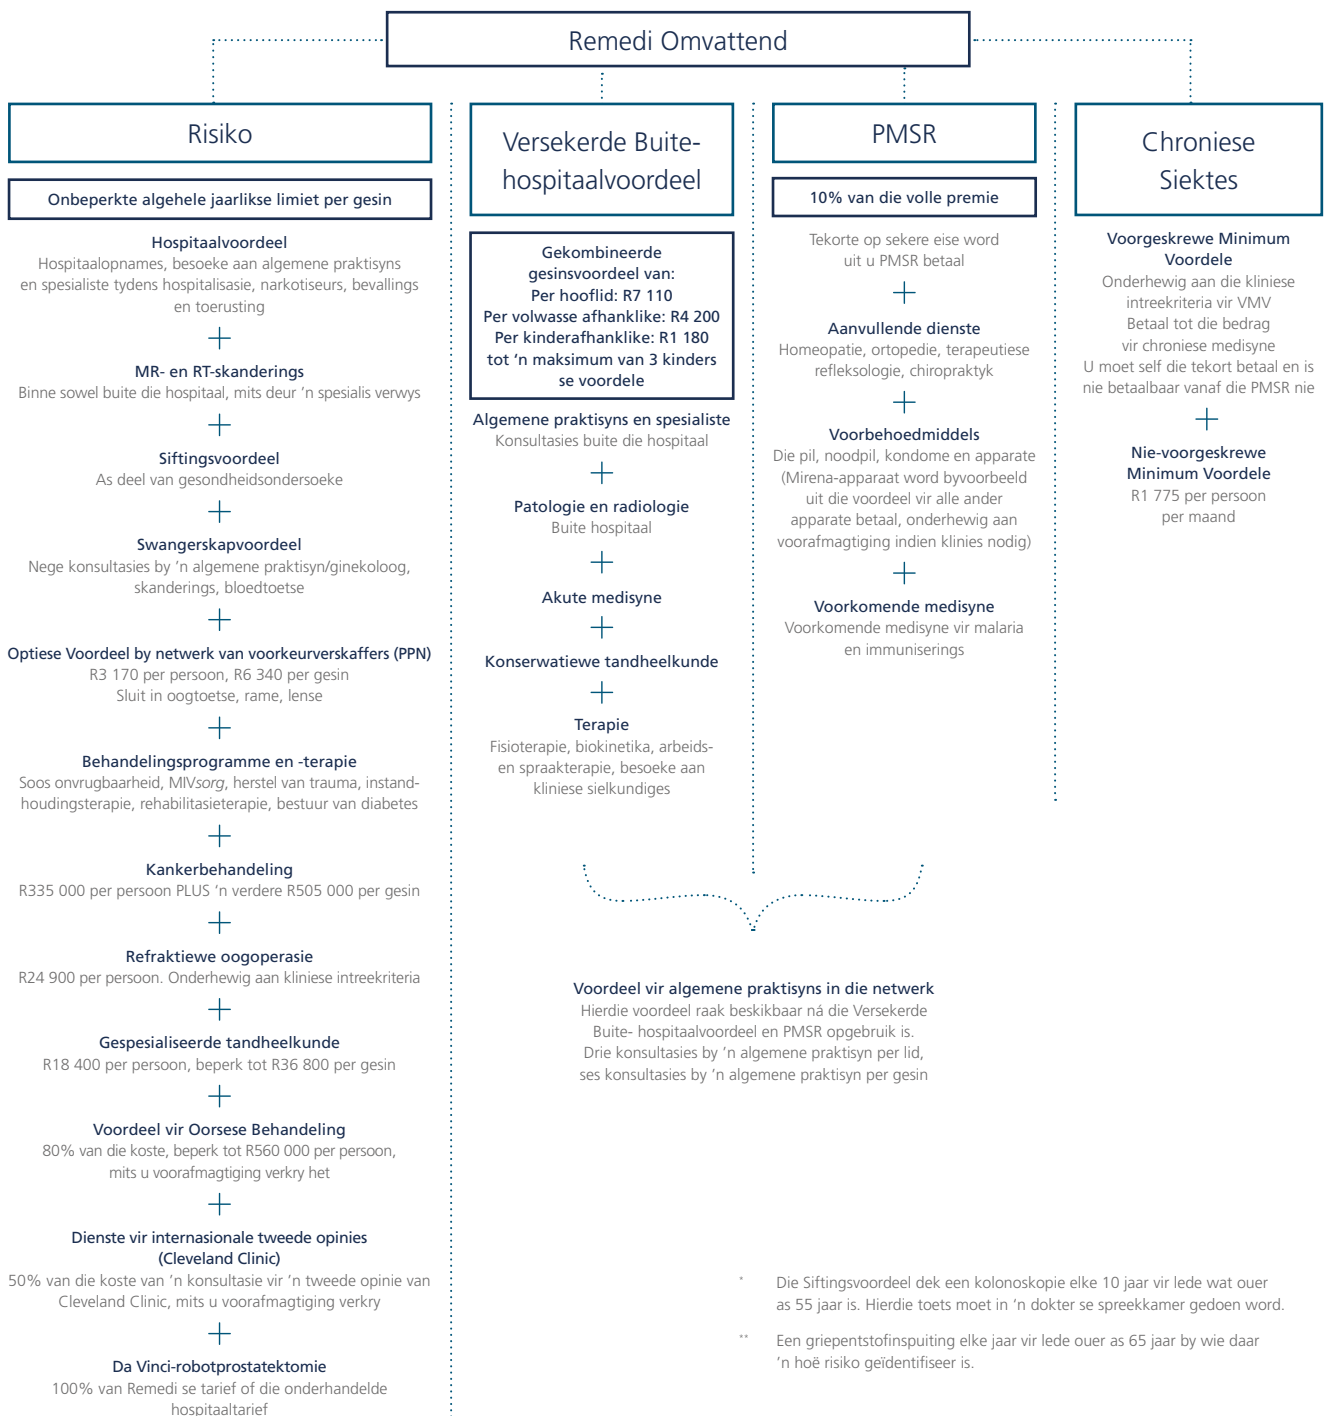 Remedi Omvattend
Risiko
Onbeperkte algehele jaarlikse limiet per gesin
Hospitaalvoordeel
Hospitaalopnames, besoeke aan algemene praktisyns
en spesialiste tydens hospitalisasie, narkotiseurs, bevallings
en toerusting
+
MR- en RT-skanderings
Binne sowel buite die hospitaal, mits deur ’n spesialis verwys
+
Siftingsvoordeel
As deel van gesondheidsondersoeke
+
Swangerskapvoordeel
Nege konsultasies by ’n algemene praktisyn/ginekoloog,
skanderings, bloedtoetse
+
Optiese Voordeel by netwerk van voorkeurverskaffers (PPN)
R3 170 per persoon, R6 340 per gesin
Sluit in oogtoetse, rame, lense
+
Behandelingsprogramme en -terapie
Soos onvrugbaarheid, MIVsorg, herstel van trauma, instand-
houdingsterapie, rehabilitasieterapie, bestuur van diabetes
+
Kankerbehandeling
R335 000 per persoon PLUS ‘n verdere R505 000 per gesin
+
Refraktiewe oogoperasie
R24 900 per persoon. Onderhewig aan kliniese intreekriteria
+
Gespesialiseerde tandheelkunde
R18 400 per persoon, beperk tot R36 800 per gesin
+
Voordeel vir Oorsese Behandeling
80% van die koste, beperk tot R560 000 per persoon,
mits u voorafmagtiging verkry het
+
Dienste vir internasionale tweede opinies
(Cleveland Clinic)
50% van die koste van ’n konsultasie vir ’n tweede opinie van
Cleveland Clinic, mits u voorafmagtiging verkry
+
Da Vinci-robotprostatektomie
100% van Remedi se tarief of die onderhandelde
hospitaaltarief
Versekerde Buite-
hospitaalvoordeel
Gekombineerde
gesinsvoordeel van:
Per hooflid: R7 110
Per volwasse afhanklike: R4 200
Per kinderafhanklike: R1 180
tot ‘n maksimum van 3 kinders
se voordele
Algemene praktisyns en spesialiste
Konsultasies buite die hospitaal
+
Patologie en radiologie
Buite hospitaal
+
Akute medisyne
+
Konserwatiewe tandheelkunde
+
Terapie
Fisioterapie, biokinetika, arbeids-
en spraakterapie, besoeke aan
kliniese sielkundiges
PMSR
10% van die volle premie
Tekorte op sekere eise word
uit u PMSR betaal
+
Aanvullende dienste
Homeopatie, ortopedie, terapeutiese
refleksologie, chiropraktyk
+
Voorbehoedmiddels
Die pil, noodpil, kondome en apparate
(Mirena-apparaat word byvoorbeeld
uit die voordeel vir alle ander
apparate betaal, onderhewig aan
voorafmagtiging indien klinies nodig)
+
Voorkomende medisyne
Voorkomende medisyne vir malaria
en immuniserings
Chroniese
Siektes
Voorgeskrewe Minimum
Voordele
Onderhewig aan die kliniese
intreekriteria vir VMV
Betaal tot die bedrag
vir chroniese medisyne
U moet self die tekort betaal en is
nie betaalbaar vanaf die PMSR nie
+
Nie-voorgeskrewe
Minimum Voordele
R1 775 per persoon
per maand
Voordeel vir algemene praktisyns in die netwerk
Hierdie voordeel raak beskikbaar ná die Versekerde
Buite- hospitaalvoordeel en PMSR opgebruik is.
Drie konsultasies by ’n algemene praktisyn per lid,
ses konsultasies by ’n algemene praktisyn per gesin
* Die Siftingsvoordeel dek een kolonoskopie elke 10 jaar vir lede wat ouer
as 55 jaar is. Hierdie toets moet in ’n dokter se spreekkamer gedoen word.
** Een griepentstofinspuiting elke jaar vir lede ouer as 65 jaar by wie daar
’n hoë risiko geïdentifiseer is.